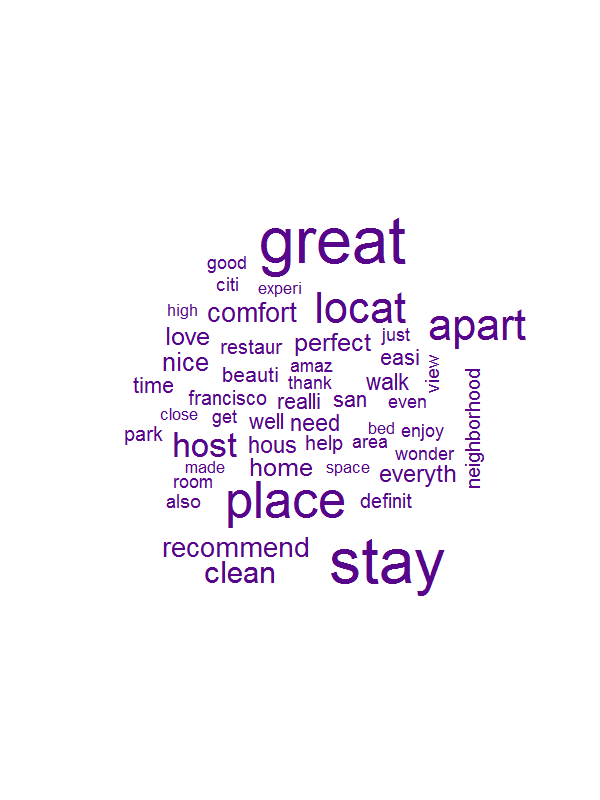 great
good
citi
experi
high
comfort
locat
apart
love
restaur
perfect
just
nice
beauti
amaz
easi
view
time
thank
walk
neighborhood
francisco
realli
san
even
close
get
well
need
bed
enjoy
park
host
hous
help
area
wonder
made
home
space
everyth
room
also
place
definit
recommend
stay
clean